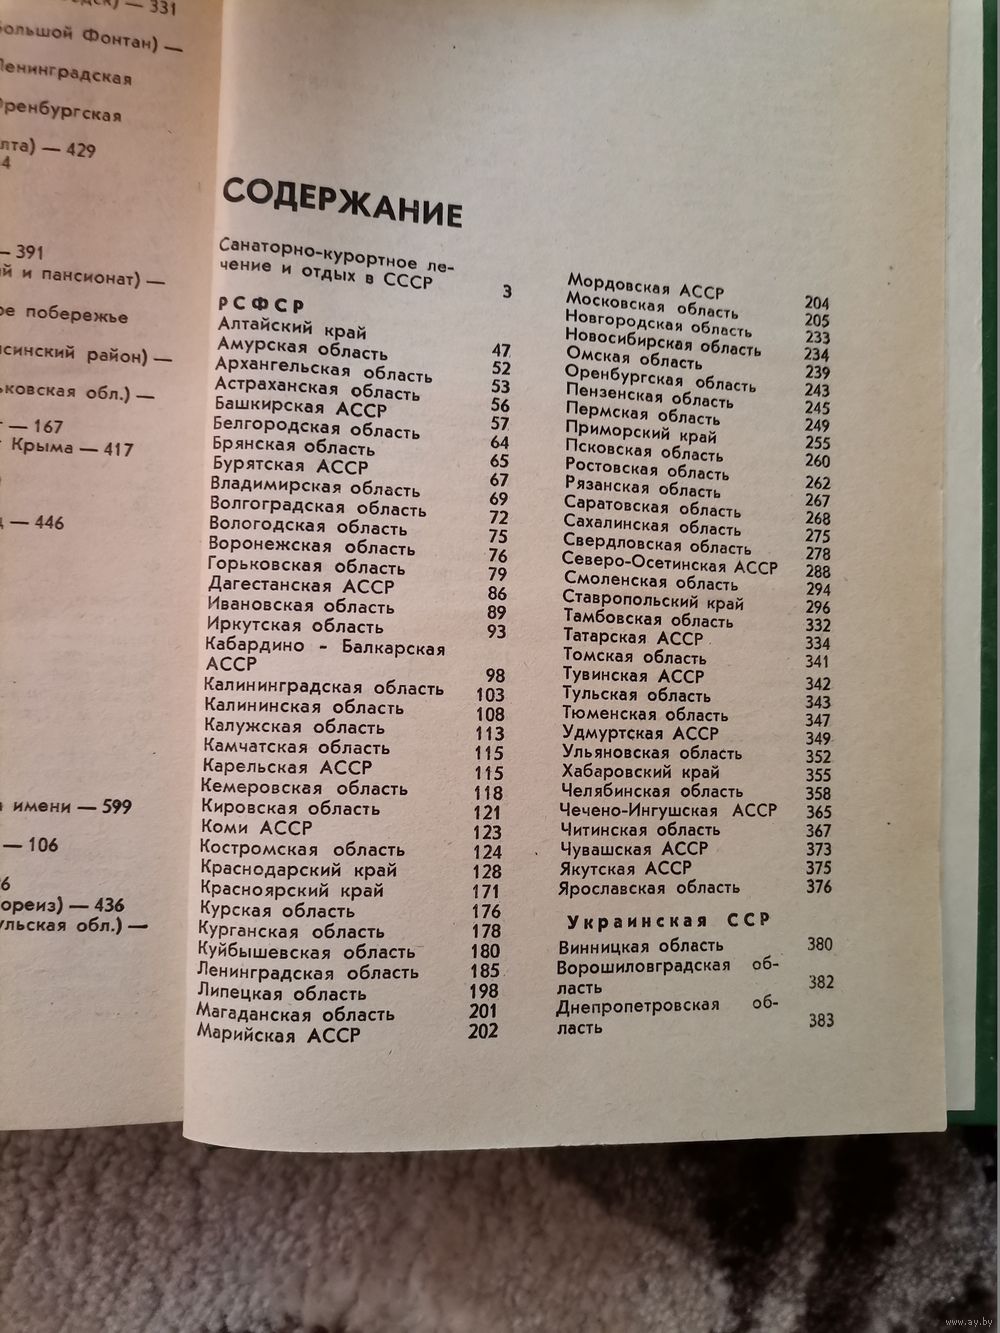 — 331
Большой Фонтан) —
Ленинградская
Оренбургская
лта) — 429
4
— 391
й и пансионат) —
ое побережье
синский район) —
ьковская обл.) —
— 167
Крыма — 417
— 446
имени — 599
— 106
6
ореиз) — 436
ульская обл.) —
СОДЕРЖАНИЕ
Санаторно-курортное ле-
чение и отдых в СССР 3
РСФСР
Алтайский край 47
Амурская область 52
Архангельская область 53
Астраханская область 56
Башкирская АССР 57
Белгородская область 64
Брянская область 65
Бурятская АССР 67
Владимирская область 69
Волгоградская область 72
Вологодская область 75
Воронежская область 76
Горьковская область 79
Дагестанская АССР 86
Ивановская область 89
Иркутская область 93
Кабардино - Балкарская
АССР 98
Калининградская область 103
Калининская область 108
Калужская область 113
Камчатская область 115
Карельская АССР 115
Кемеровская область 118
Кировская область 121
Коми АССР 123
Костромская область 124
Краснодарский край 128
Красноярский край 171
Курская область 176
Курганская область 178
Куйбышевская область 180
Ленинградская область 185
Липецкая область 198
Магаданская область 201
Марийская АССР 202
Мордовская АССР 204
Московская область 205
Новгородская область 233
Новосибирская область 234
Омская область 239
Оренбургская область 243
Пензенская область 245
Пермская область 249
Приморский край 255
Псковская область 260
Ростовская область 262
Рязанская область 267
Саратовская область 268
Сахалинская область 275
Свердловская область 278
Северо-Осетинская АССР 288
Смоленская область 294
Ставропольский край 296
Тамбовская область 332
Татарская АССР 334
Томская область 341
Тувинская АССР 342
Тульская область 343
Тюменская область 347
Удмуртская АССР 349
Ульяновская область 352
Хабаровский край 355
Челябинская область 358
Чечено-Ингушская АССР 365
Читинская область 367
Чувашская АССР 373
Якутская АССР 375
Ярославская область 376
Украинская ССР
Винницкая область 380
Ворошиловградская об-
ласть 382
Днепропетровская об-
ласть 383
www.ay.by